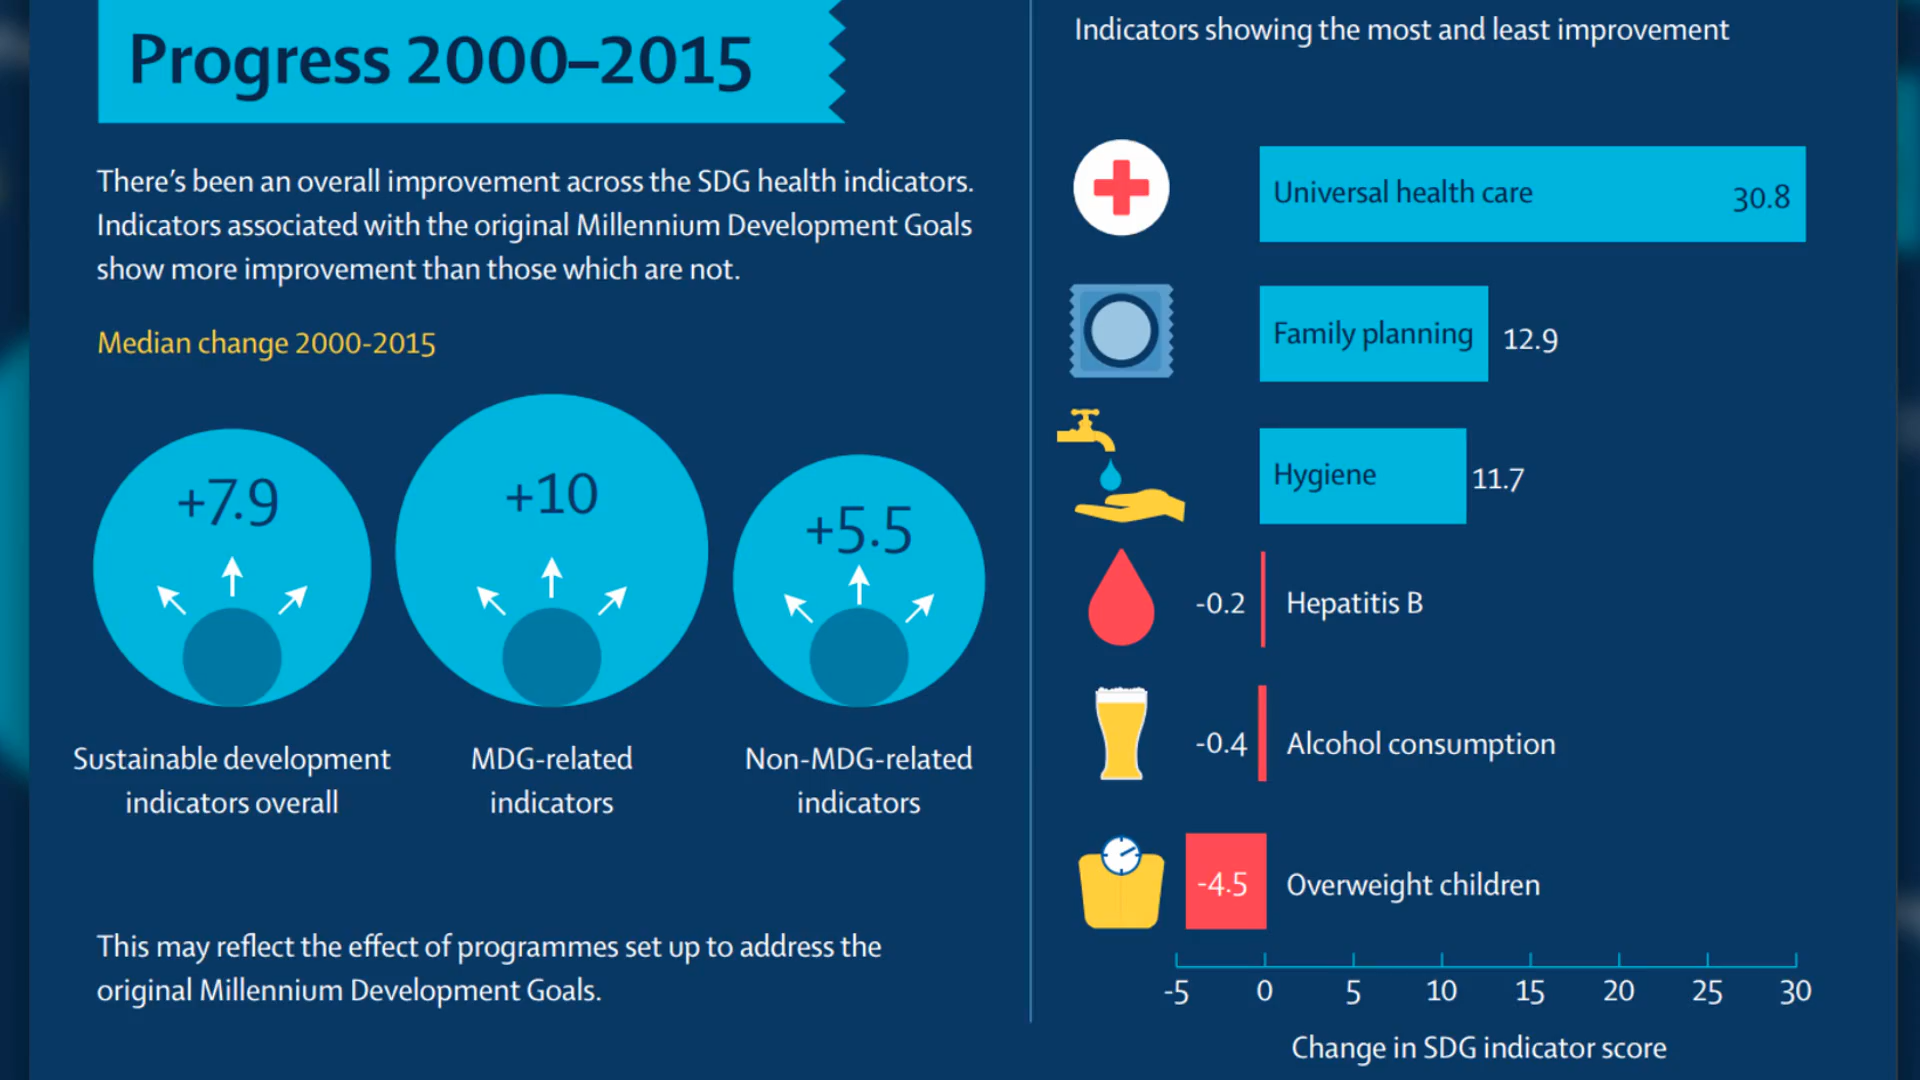 Progress 2000–2015
There's been an overall improvement across the SDG health indicators.
Indicators associated with the original Millennium Development Goals
show more improvement than those which are not.
Median change 2000-2015
+7.9
+10
+5.5
Sustainable development
indicators overall
MDG-related
indicators
Non-MDG-related
indicators
This may reflect the effect of programmes set up to address the
original Millennium Development Goals.
Indicators showing the most and least improvement
Universal health care 30.8
Family planning 12.9
Hygiene 11.7
-0.2 Hepatitis B
-0.4 Alcohol consumption
-4.5 Overweight children
-5 0 5 10 15 20 25 30
Change in SDG indicator score